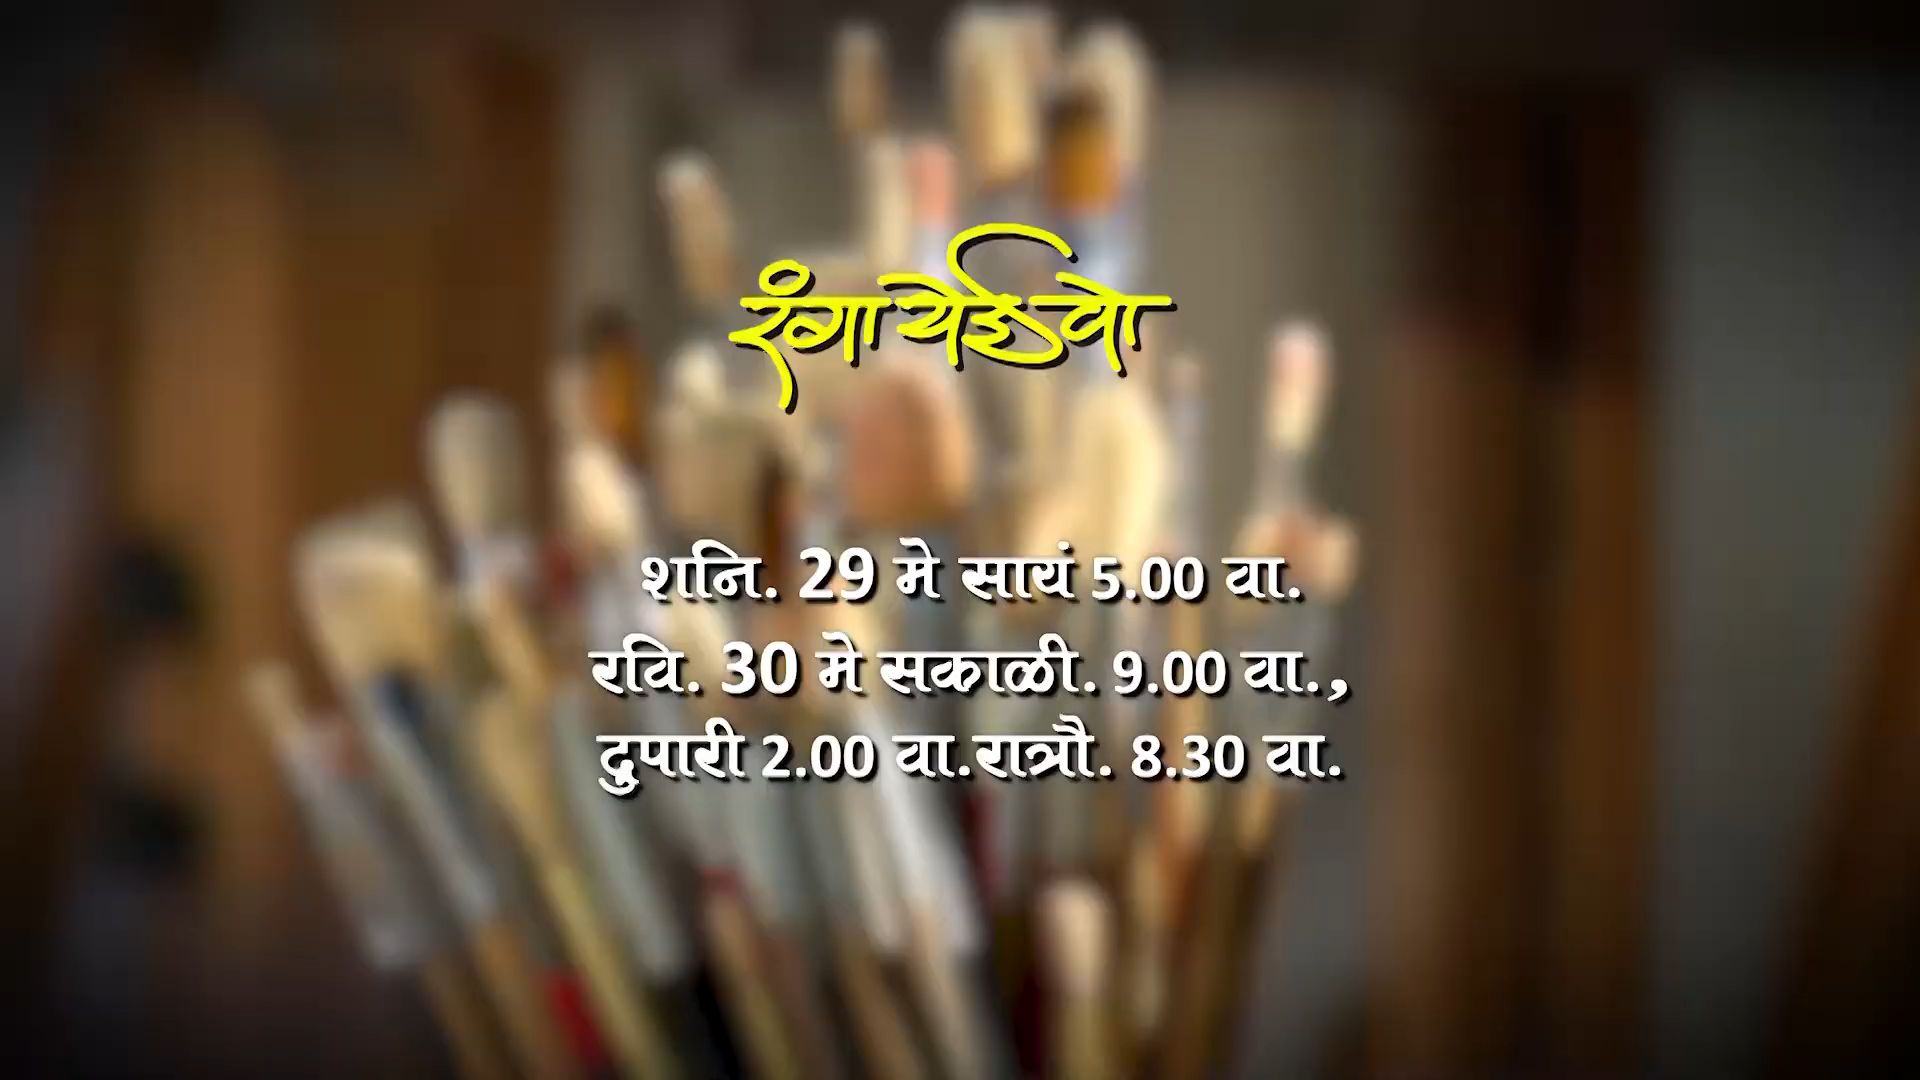 रंगा येई वो
शनि. 29 मे सायं 5.00 वा.
रवि. 30 मे सकाळी. 9.00 वा.,
दुपारी 2.00 वा.रात्रौ. 8.30 वा.